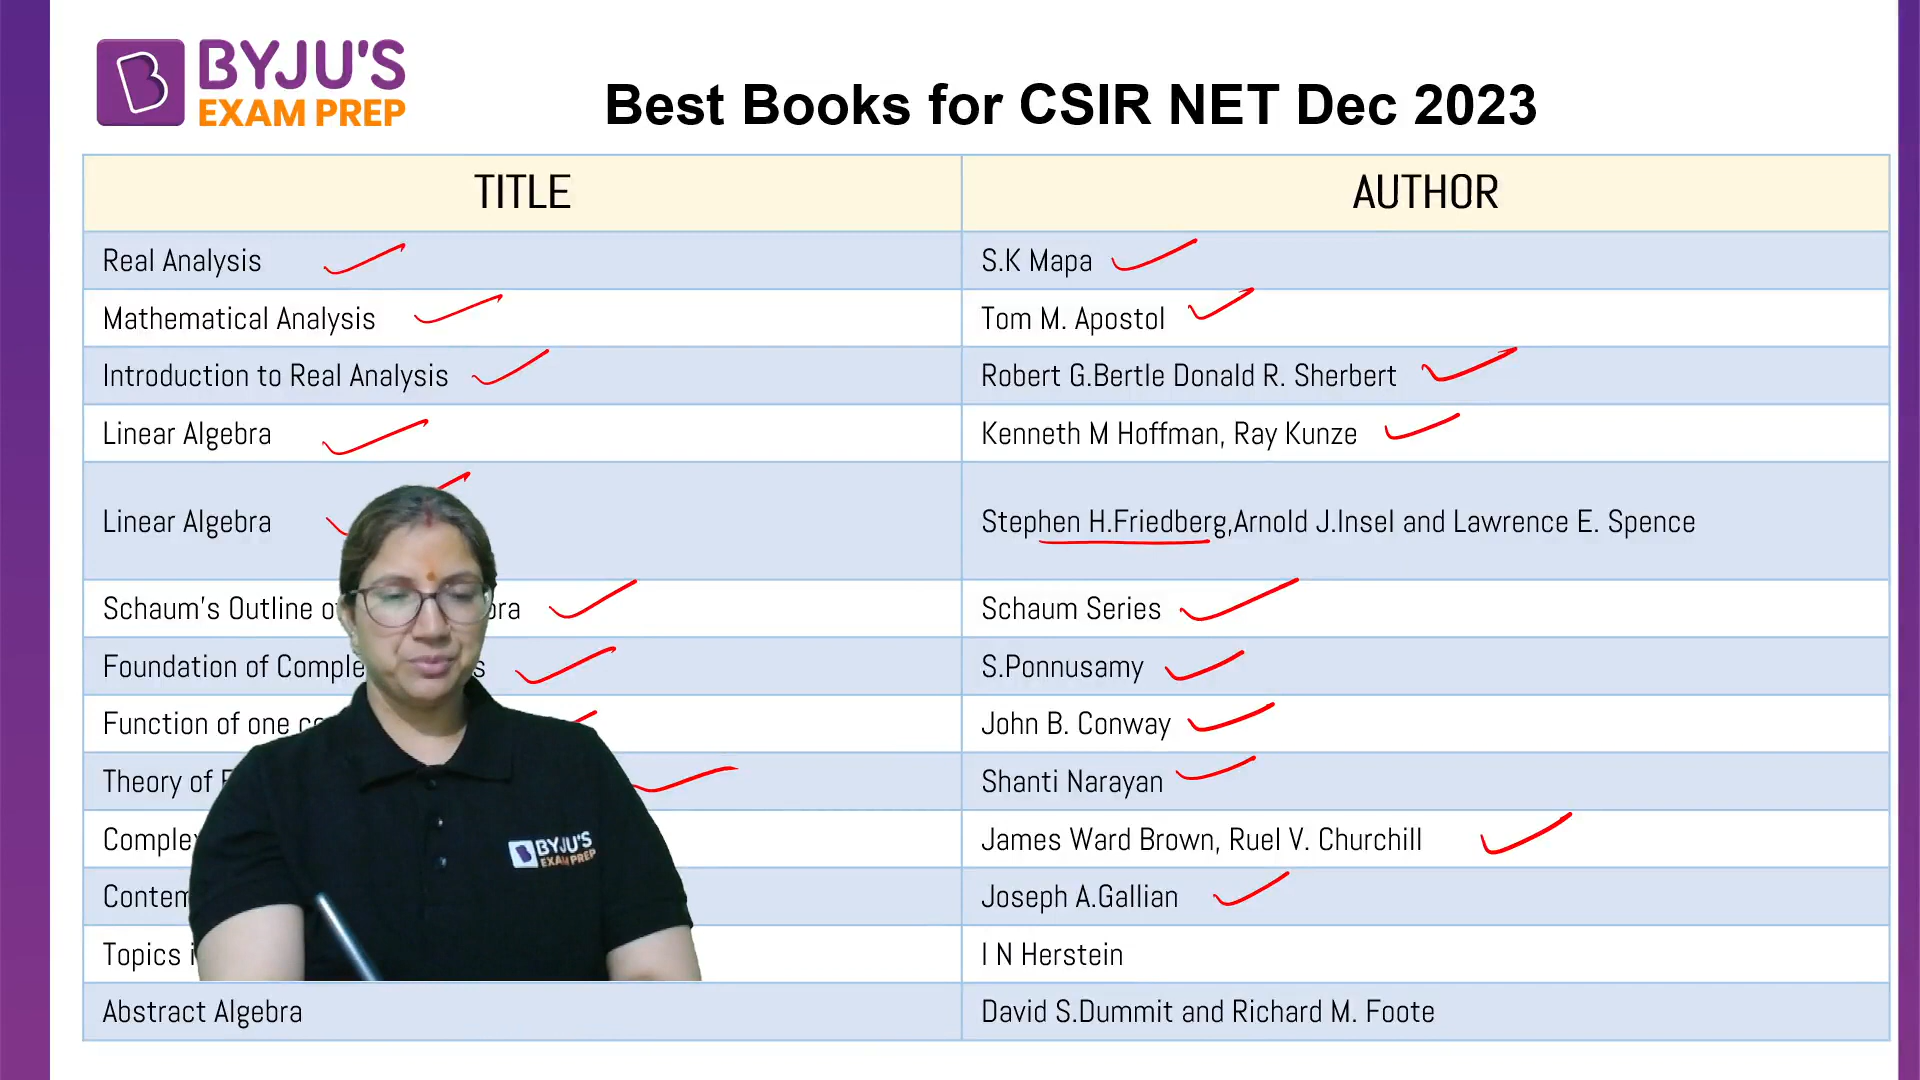 BYJU'S
EXAM PREP
Best Books for CSIR NET Dec 2023
TITLE AUTHOR
Real Analysis S.K Mapa
Mathematical Analysis Tom M. Apostol
Introduction to Real Analysis Robert G.Bertle Donald R. Sherbert
Linear Algebra Kenneth M Hoffman, Ray Kunze
Linear Algebra Stephen H.Friedberg,Arnold J.Insel and Lawrence E. Spence
Schaum's Outline Schaum Series
Foundation of S.Ponnusamy
Function of one John B. Conway
Theory of Shanti Narayan
James Ward Brown, Ruel V. Churchill
Joseph A.Gallian
Topics I N Herstein
Abstract Algebra David S.Dummit and Richard M. Foote
BYJU'S
EXAM PREP